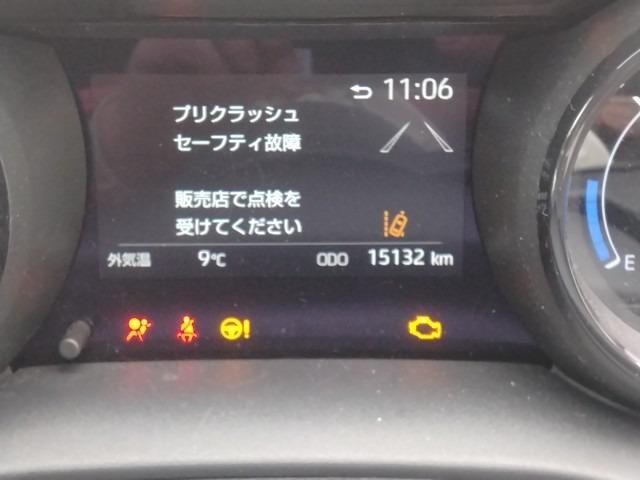 11:06
プリクラッシュ
セーフティ故障
販売店で点検を
受けてください
外気温 9℃ ODO 15132 km
E